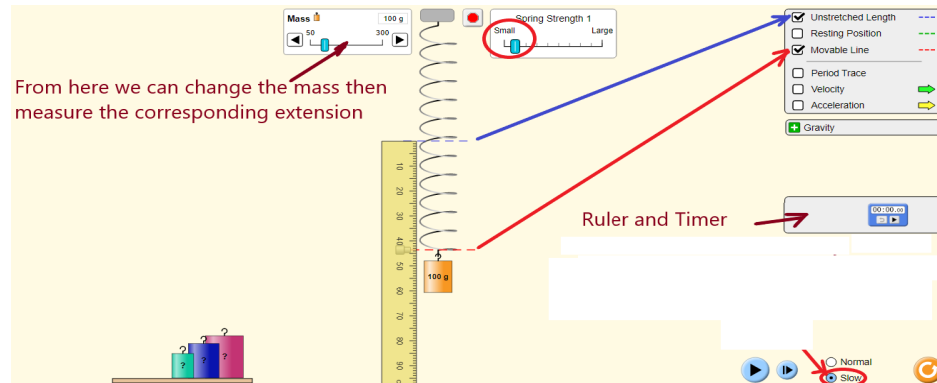 Mass 100 g
50 300
Spring Strength 1
Small Large
Unstretched Length
Resting Position
Movable Line
Period Trace
Velocity
Acceleration
Gravity
From here we can change the mass then
measure the corresponding extension
10
20
30
40
50
60
70
80
90
0
100 g
Ruler and Timer
00:00.00
? ? ?
? ? ?
?
Normal
Slow